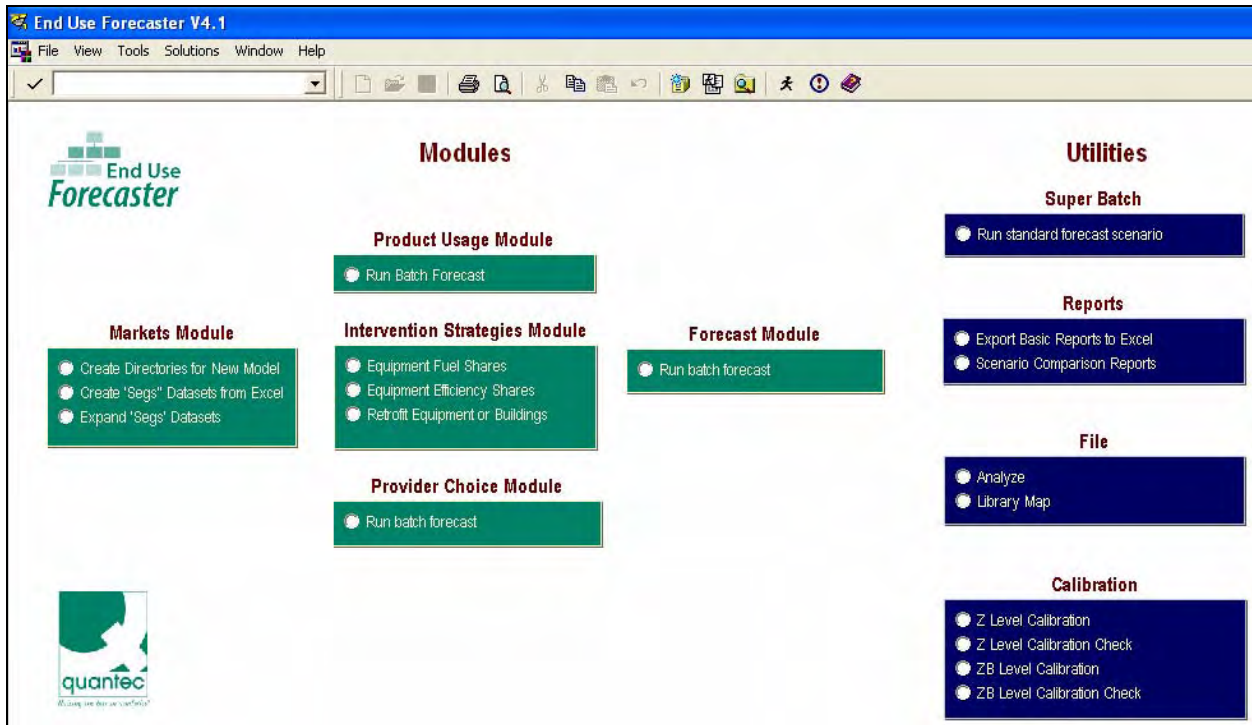 End Use Forecaster V4.1
File View Tools Solutions Window Help
End Use
Forecaster
Modules
Utilities
Super Batch
Run standard forecast scenario
Product Usage Module
Run Batch Forecast
Reports
Export Basic Reports to Excel
Scenario Comparison Reports
Markets Module
Create Directories for New Model
Create 'Segs" Datasets from Excel
Expand 'Segs' Datasets
Intervention Strategies Module
Equipment Fuel Shares
Equipment Efficiency Shares
Retrofit Equipment or Buildings
Forecast Module
Run batch forecast
File
Analyze
Library Map
Provider Choice Module
Run batch forecast
Calibration
Z Level Calibration
Z Level Calibration Check
ZB Level Calibration
ZB Level Calibration Check
quantec